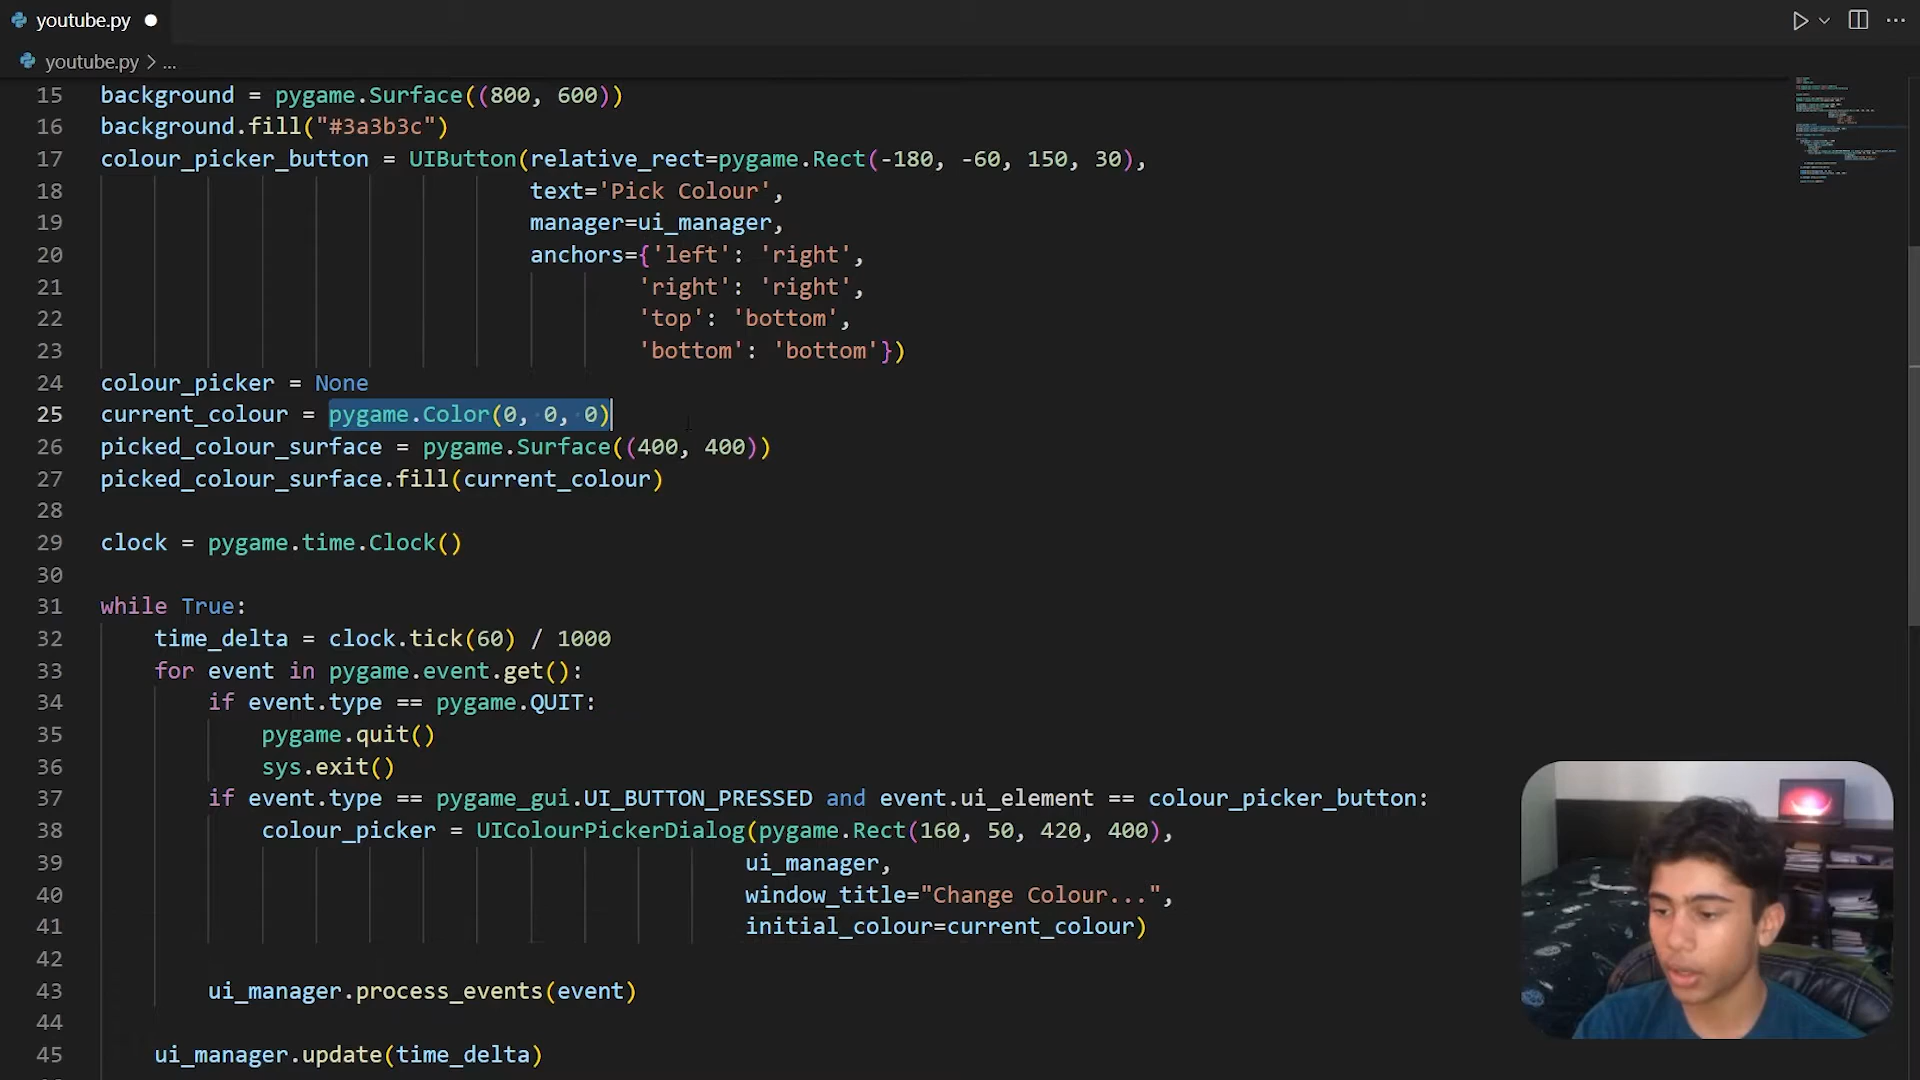 youtube.py
youtube.py > ...
15 background = pygame.Surface((800, 600))
16 background.fill("#3a3b3c")
17 colour_picker_button = UIButton(relative_rect=pygame.Rect(-180, -60, 150, 30),
18 text='Pick Colour',
19 manager=ui_manager,
20 anchors={'left': 'right',
21 'right': 'right',
22 'top': 'bottom',
23 'bottom': 'bottom'})
24 colour_picker = None
25 current_colour = pygame.Color(0, 0, 0)
26 picked_colour_surface = pygame.Surface((400, 400))
27 picked_colour_surface.fill(current_colour)
28
29 clock = pygame.time.Clock()
30
31 while True:
32 time_delta = clock.tick(60) / 1000
33 for event in pygame.event.get():
34 if event.type == pygame.QUIT:
35 pygame.quit()
36 sys.exit()
37 if event.type == pygame_gui.UI_BUTTON_PRESSED and event.ui_element == colour_picker_button:
38 colour_picker = UIColourPickerDialog(pygame.Rect(160, 50, 420, 400),
39 ui_manager,
40 window_title="Change Colour...",
41 initial_colour=current_colour)
42
43 ui_manager.process_events(event)
44
45 ui_manager.update(time_delta)